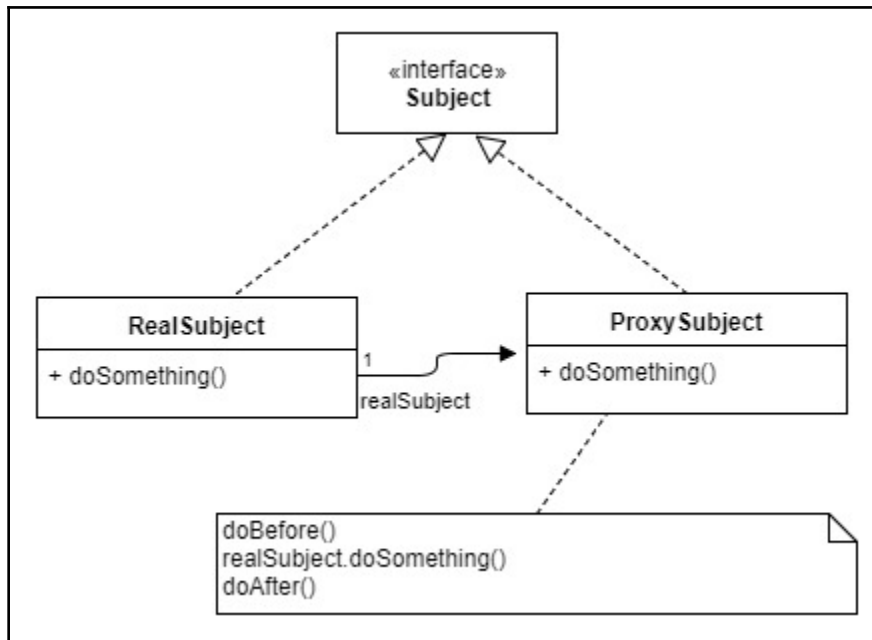 «interface»
Subject
RealSubject
+ doSomething()
1
realSubject
ProxySubject
+ doSomething()
doBefore()
realSubject.doSomething()
doAfter()